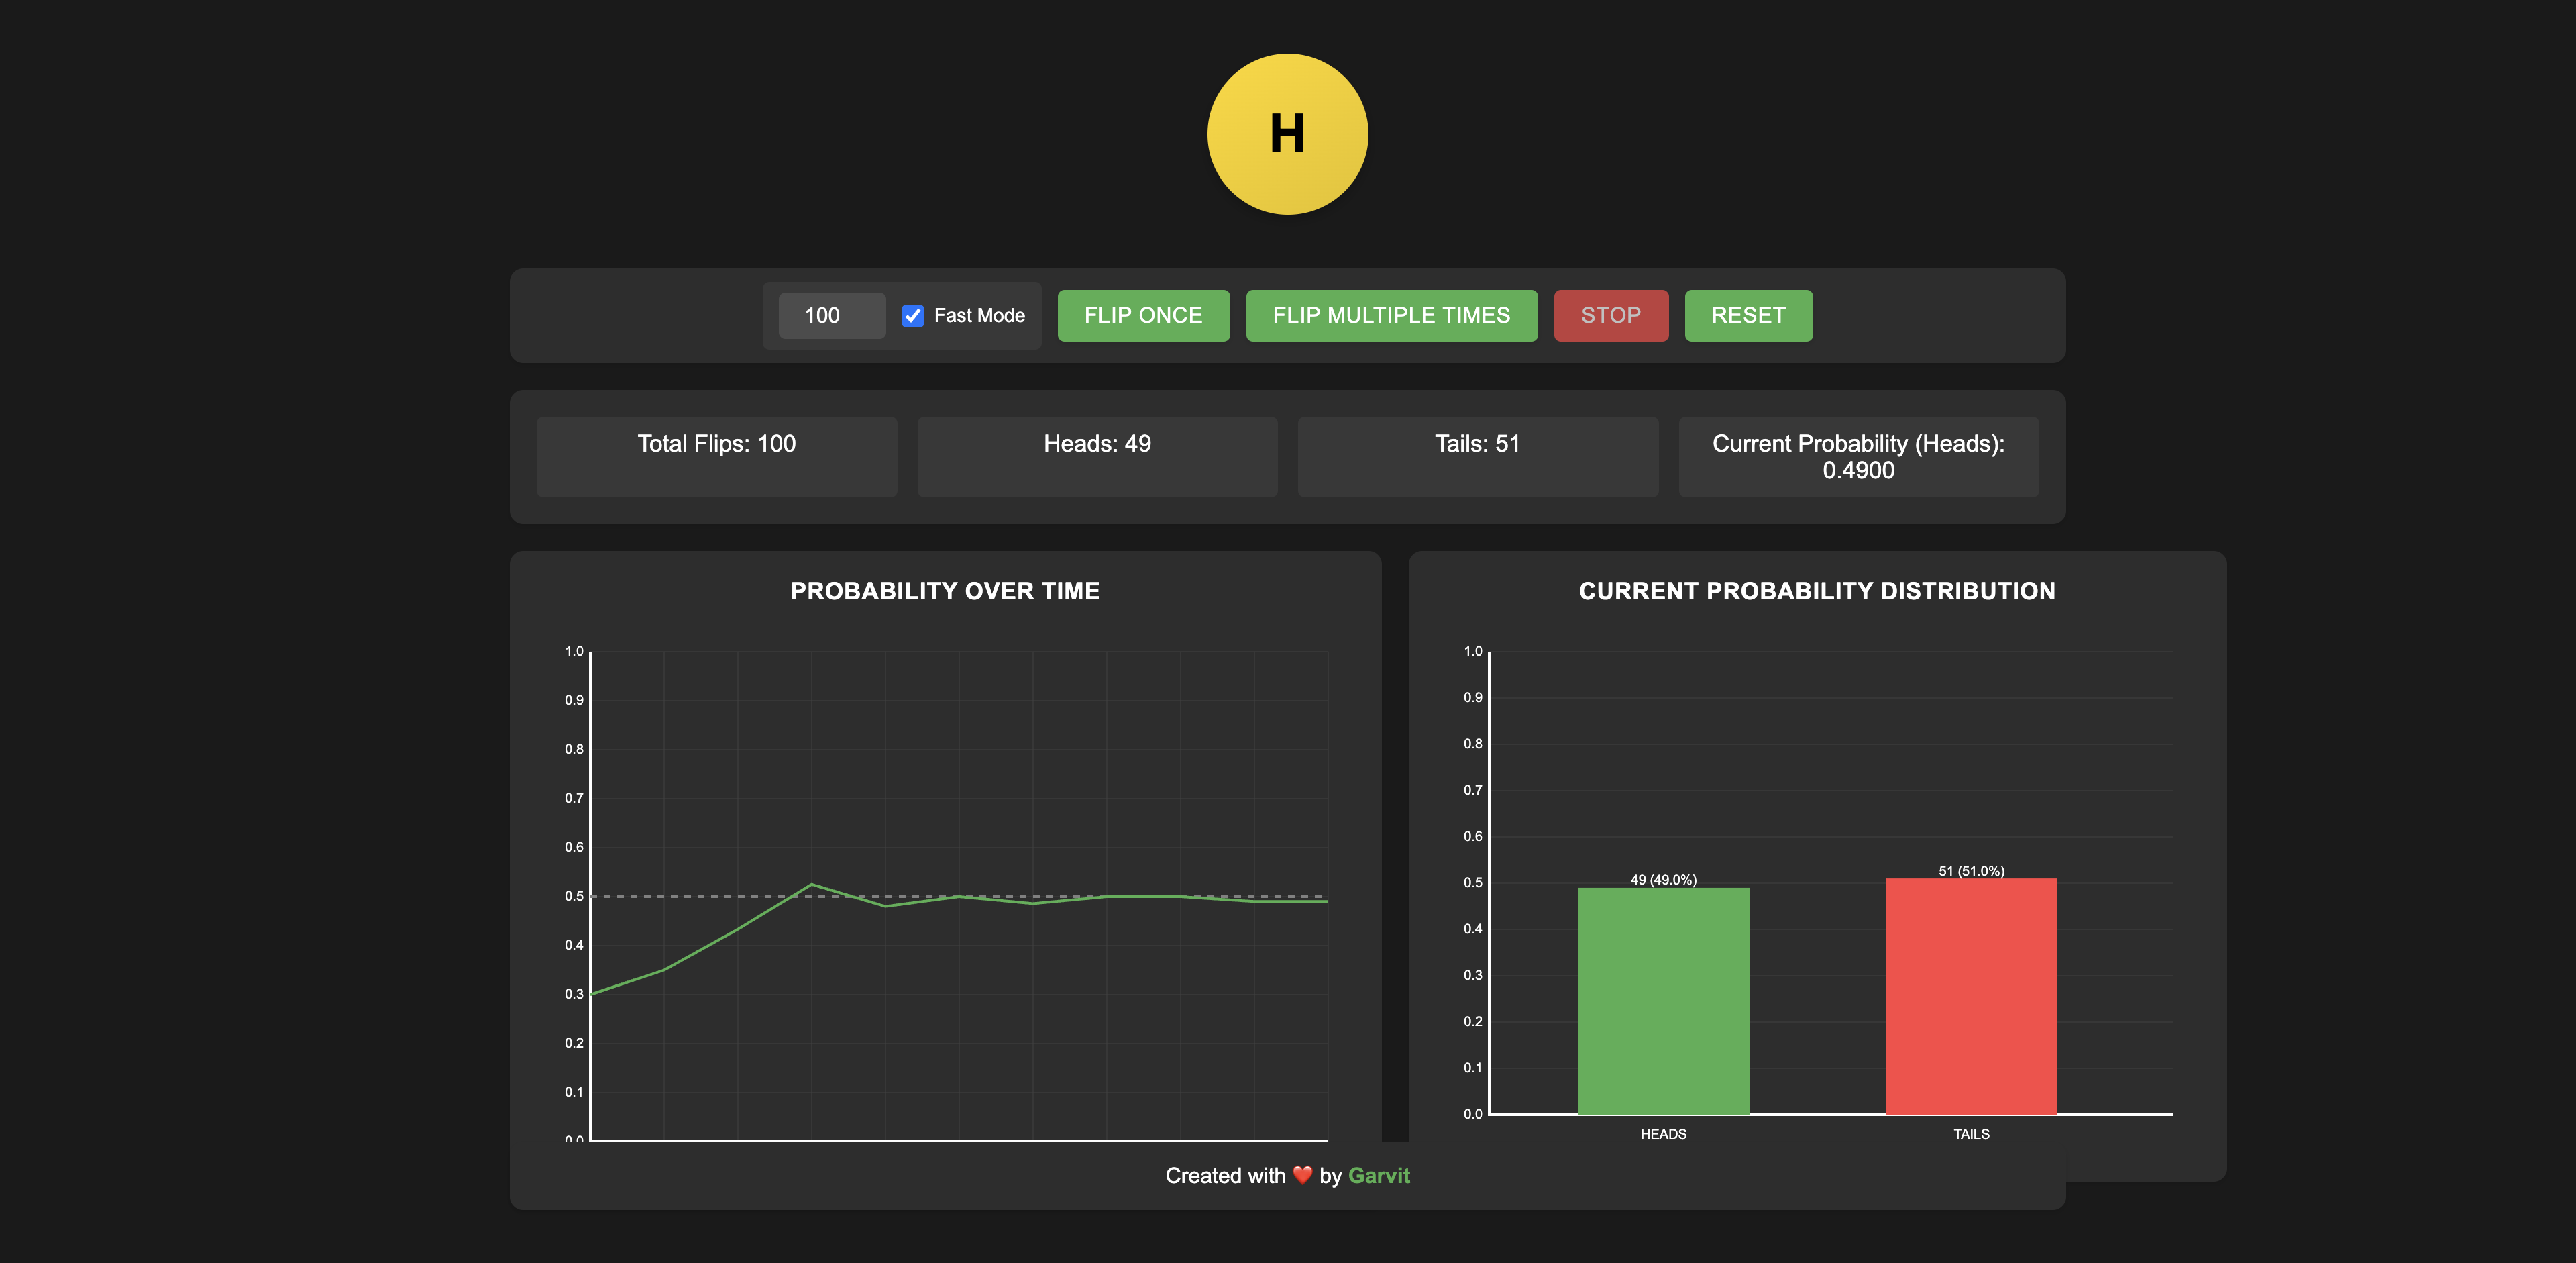 H
100
Fast Mode
FLIP ONCE
FLIP MULTIPLE TIMES
STOP
RESET
Total Flips: 100
Heads: 49
Tails: 51
Current Probability (Heads):
0.4900
PROBABILITY OVER TIME
1.0
0.9
0.8
0.7
0.6
0.5
0.4
0.3
0.2
0.1
0.0
CURRENT PROBABILITY DISTRIBUTION
1.0
0.9
0.8
0.7
0.6
0.5
0.4
0.3
0.2
0.1
0.0
49 (49.0%)
51 (51.0%)
HEADS
TAILS
Created with ❤️ by Garvit